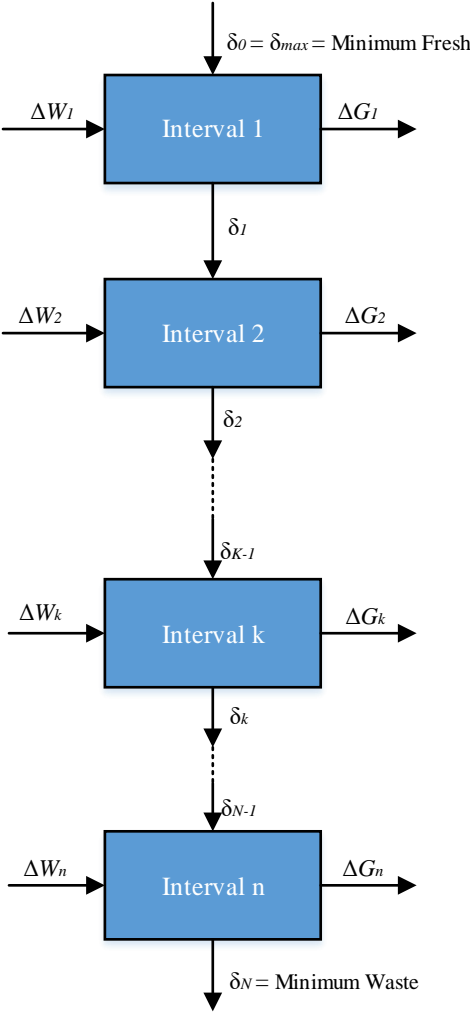 δ0 = δmax = Minimum Fresh
ΔW1
Interval 1
ΔG1
δ1
ΔW2
Interval 2
ΔG2
δ2
δK-1
ΔWk
Interval k
ΔGk
δk
δN-1
ΔWn
Interval n
ΔGn
δN = Minimum Waste